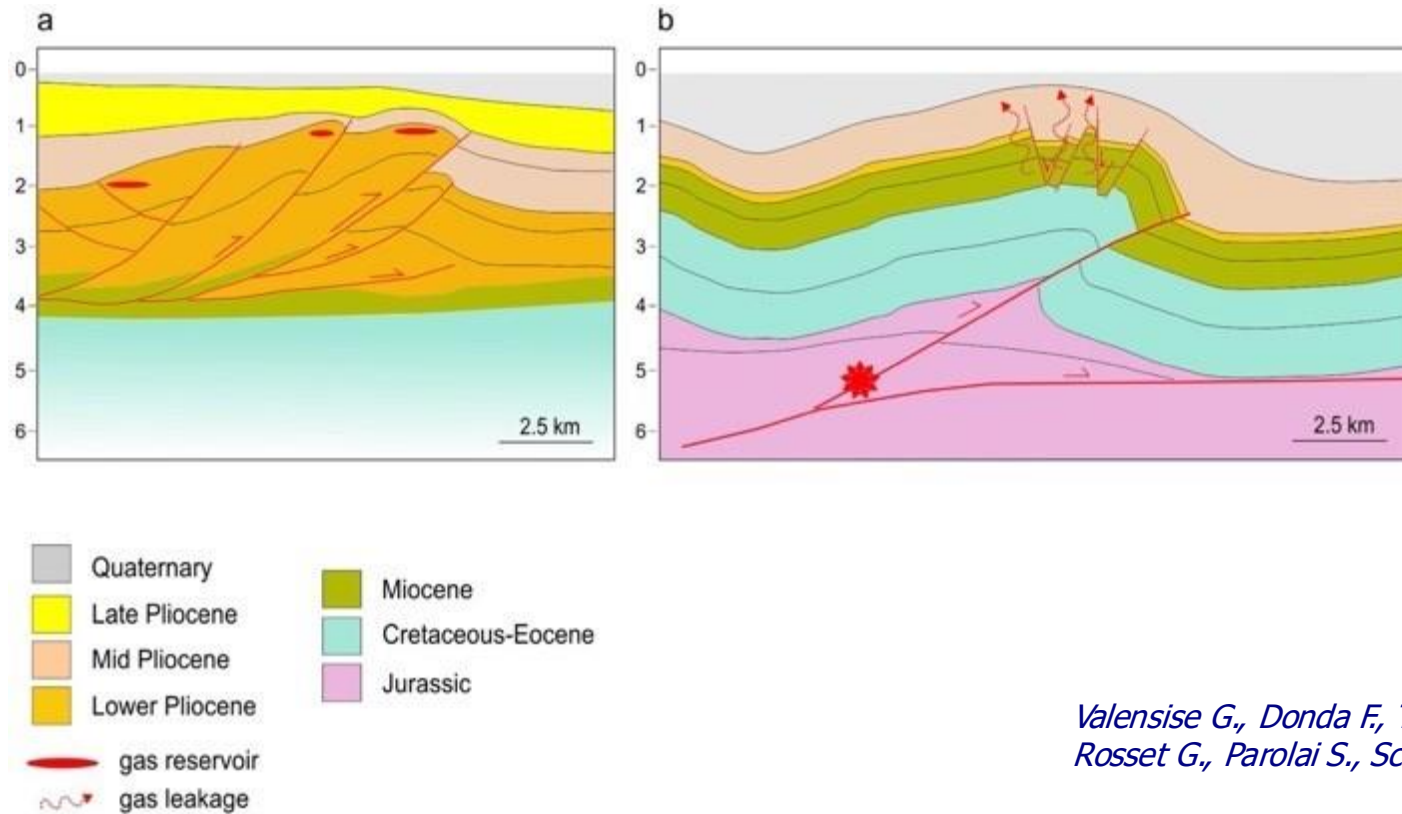 a
b
0
1
2
3
4
5
6
2.5 km
0
1
2
3
4
5
6
2.5 km
Quaternary
Late Pliocene
Mid Pliocene
Lower Pliocene
gas reservoir
gas leakage
Miocene
Cretaceous-Eocene
Jurassic
Valensise G., Donda F.,
Rosset G., Parolai S.,